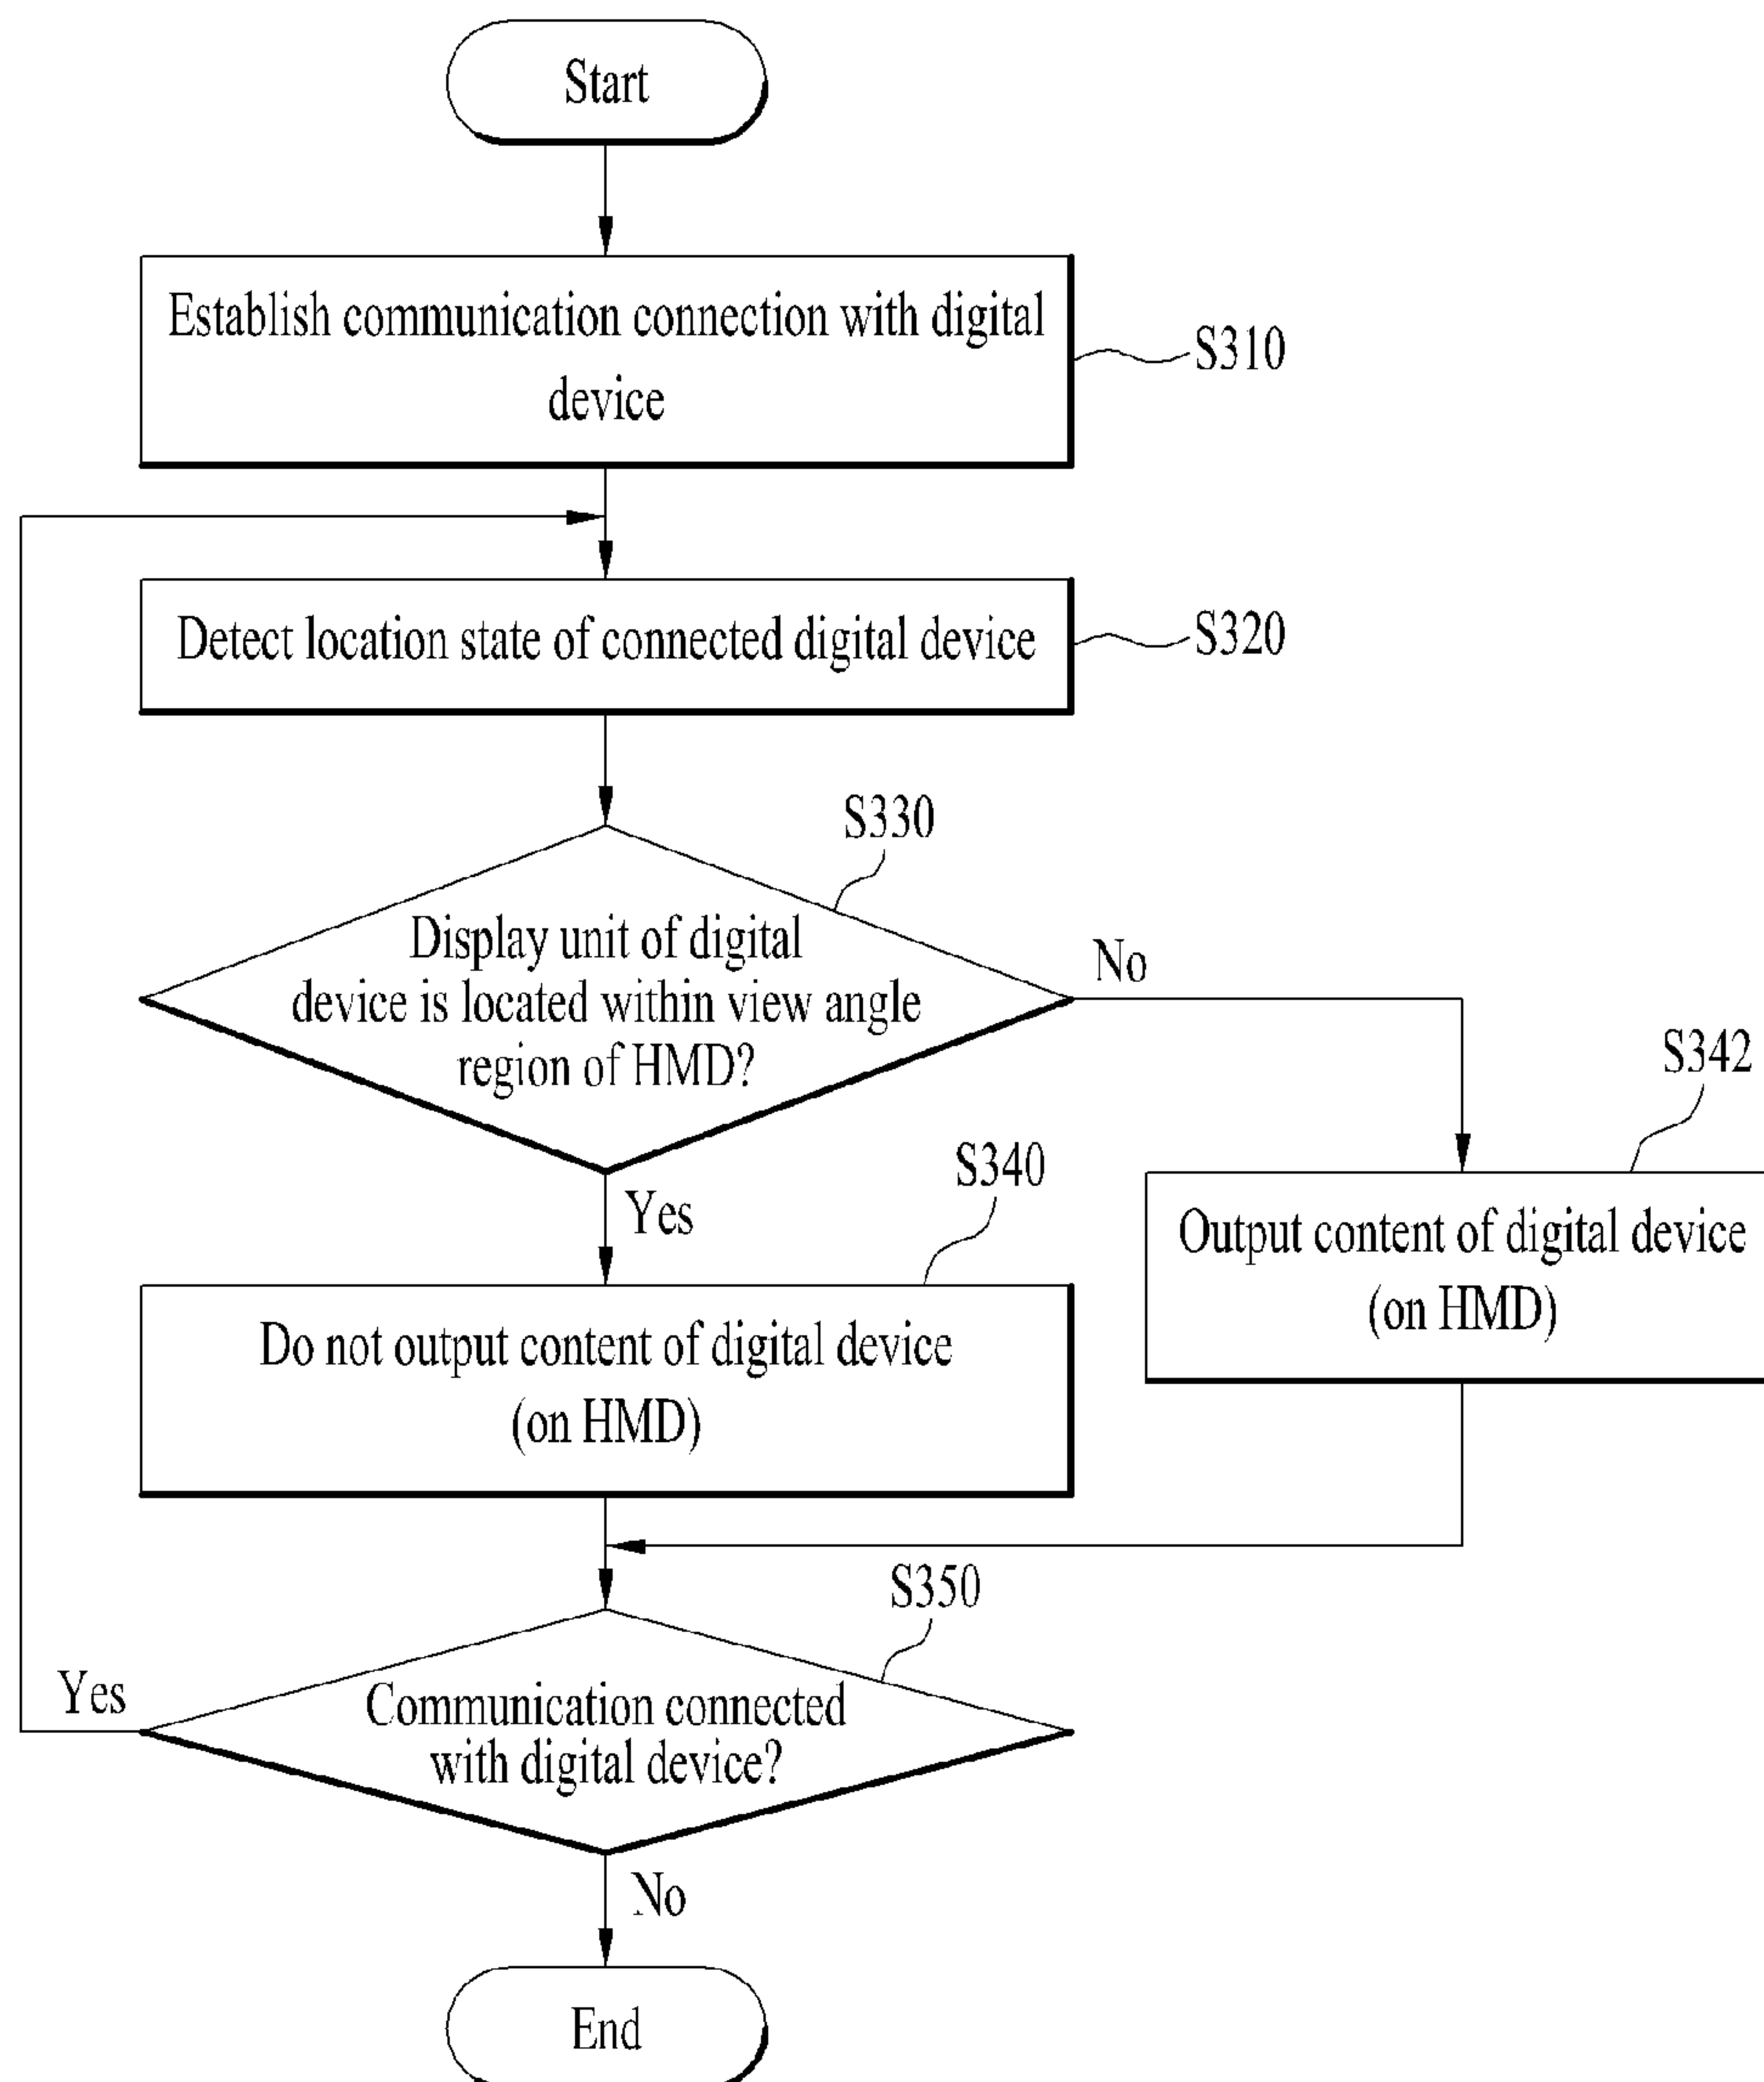 Start
Establish communication connection with digital
device
S310
Detect location state of connected digital device
S320
S330
Display unit of digital
device is located within view angle
region of HMD?
No
S342
Yes
S340
Output content of digital device
(on HMD)
Do not output content of digital device
(on HMD)
S350
Yes
Communication connected
with digital device?
No
End